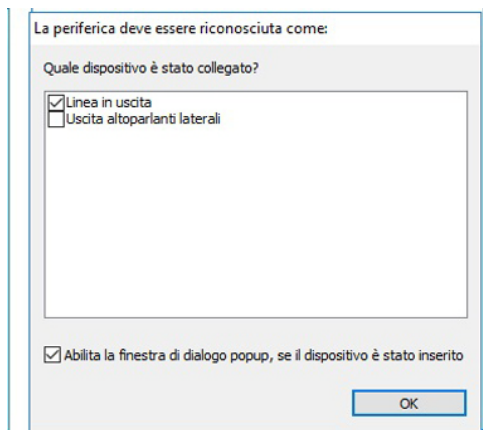 La periferica deve essere riconosciuta come:
Quale dispositivo è stato collegato?
Linea in uscita
Uscita altoparlanti laterali
Abilita la finestra di dialogo popup, se il dispositivo è stato inserito
OK